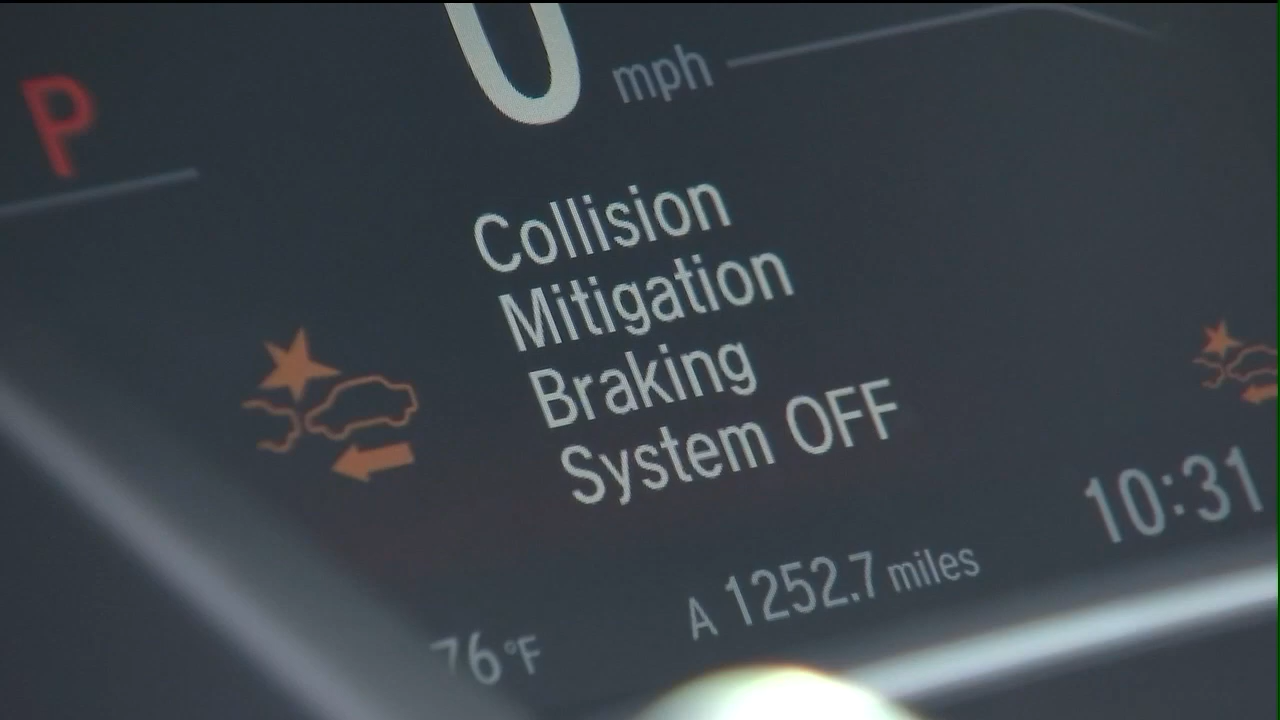 0 mph
P
Collision
Mitigation
Braking
System OFF
10:31
A 1252.7 miles
76°F